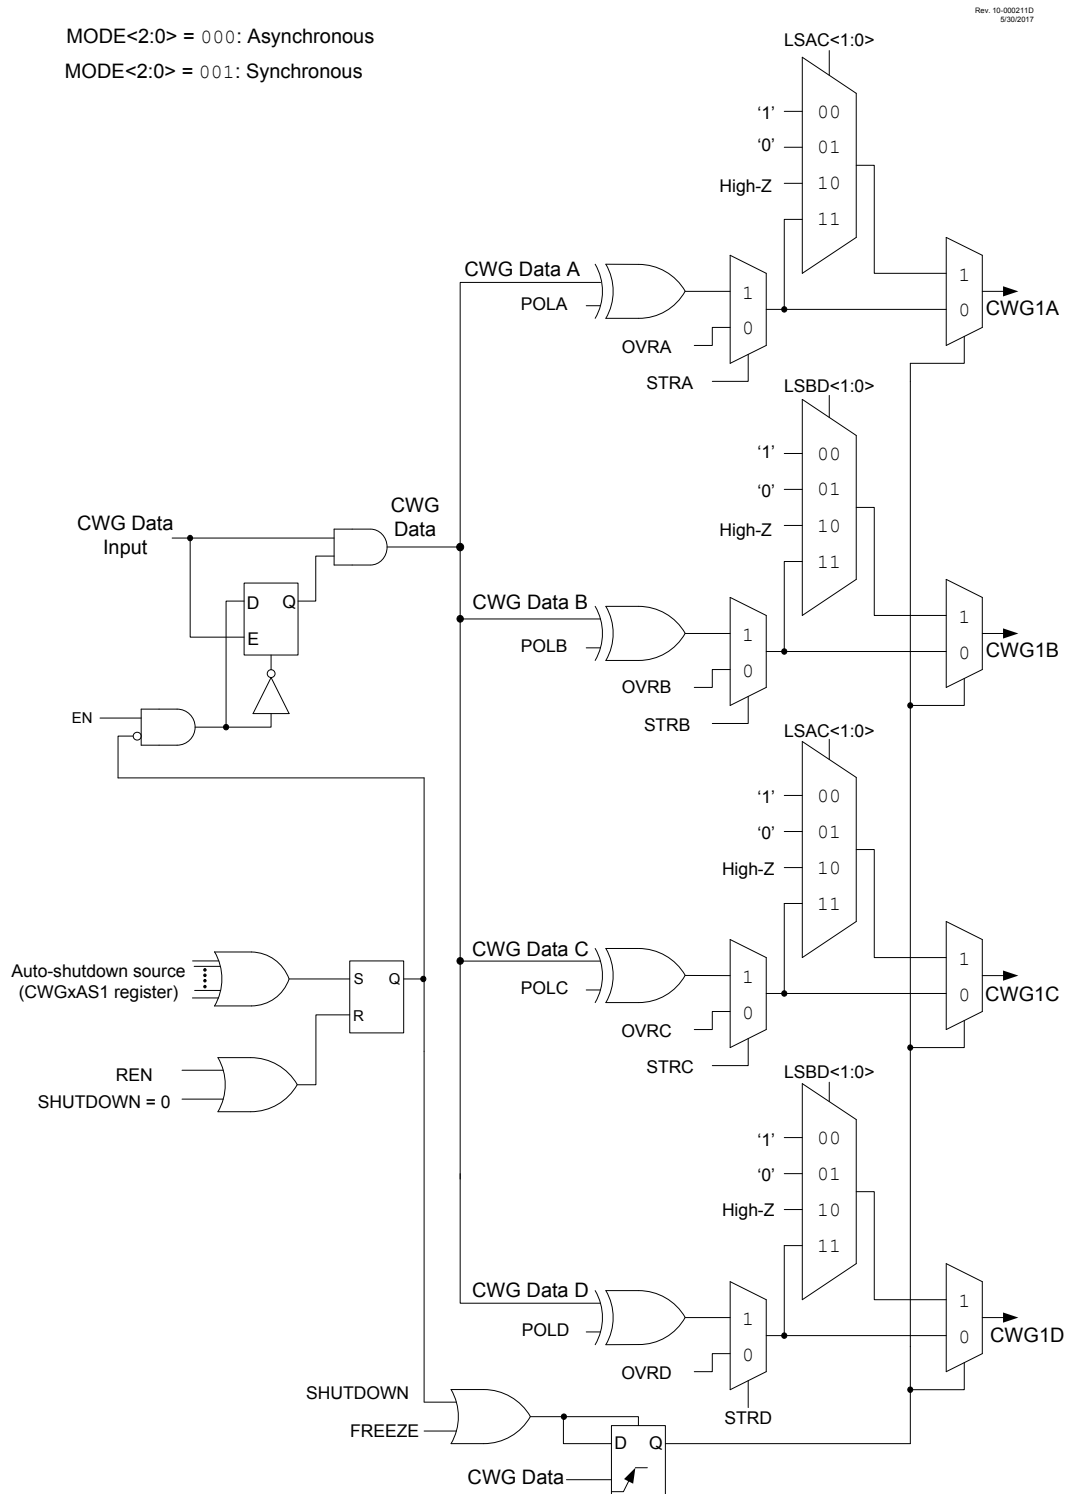 Rev. 10-000211D
5/30/2017
MODE<2:0> = 000: Asynchronous
MODE<2:0> = 001: Synchronous
LSAC<1:0>
'1'
00
'0'
01
High-Z
10
11
CWG Data A
POLA
1
0
OVRA
STRA
1
0
CWG1A
LSBD<1:0>
'1'
00
'0'
01
High-Z
10
11
CWG Data B
POLB
1
0
OVRB
STRB
1
0
CWG1B
CWG Data
Input
CWG
Data
D
Q
E
EN
LSAC<1:0>
'1'
00
'0'
01
High-Z
10
11
CWG Data C
POLC
1
0
OVRC
STRC
1
0
CWG1C
Auto-shutdown source
(CWGxAS1 register)
S
Q
R
REN
SHUTDOWN = 0
LSBD<1:0>
'1'
00
'0'
01
High-Z
10
11
CWG Data D
POLD
1
0
OVRD
STRD
1
0
CWG1D
SHUTDOWN
FREEZE
D
Q
CWG Data